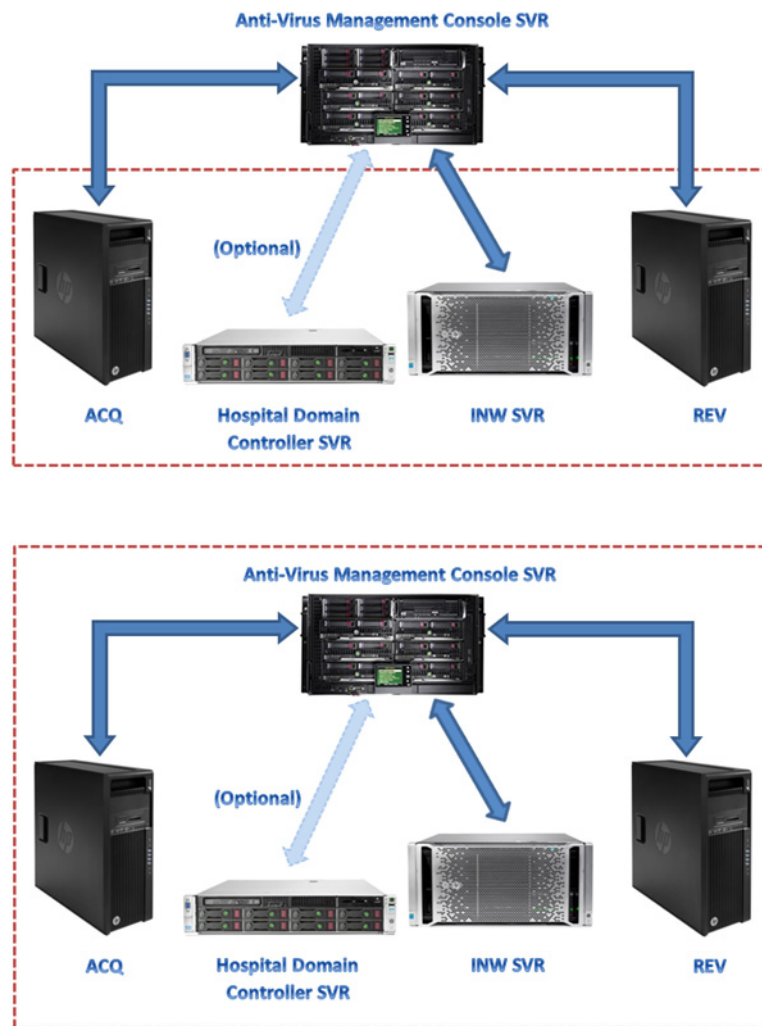 Anti-Virus Management Console SVR
(Optional)
ACQ
Hospital Domain
Controller SVR
INW SVR
REV
Anti-Virus Management Console SVR
(Optional)
ACQ
Hospital Domain
Controller SVR
INW SVR
REV